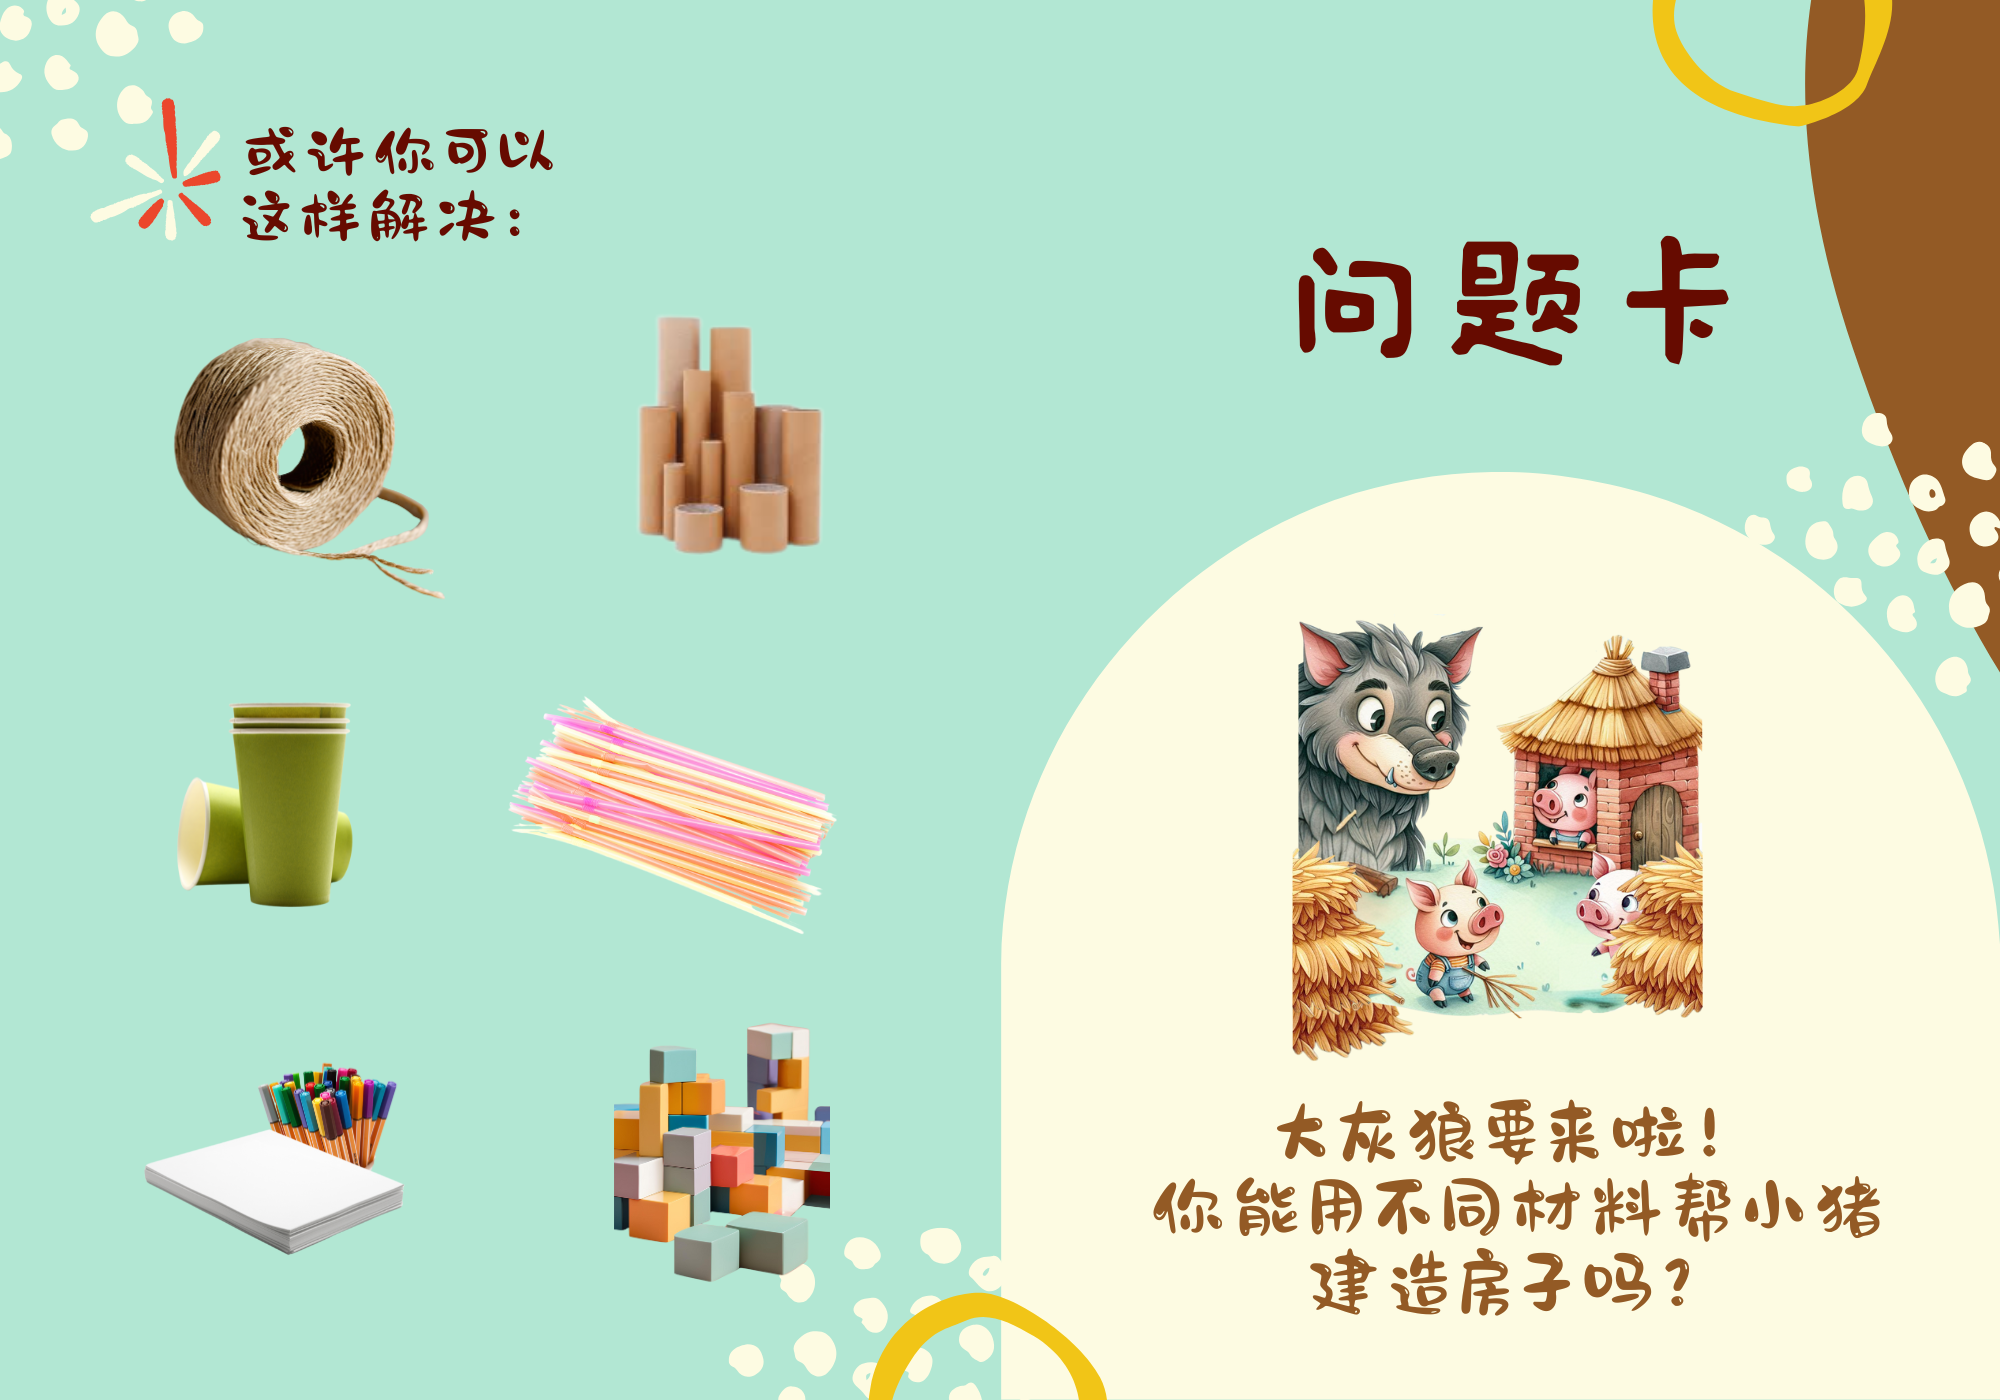 或许你可以
这样解决：
问题卡
大灰狼要来啦！
你能用不同材料帮小猪
建造房子吗？